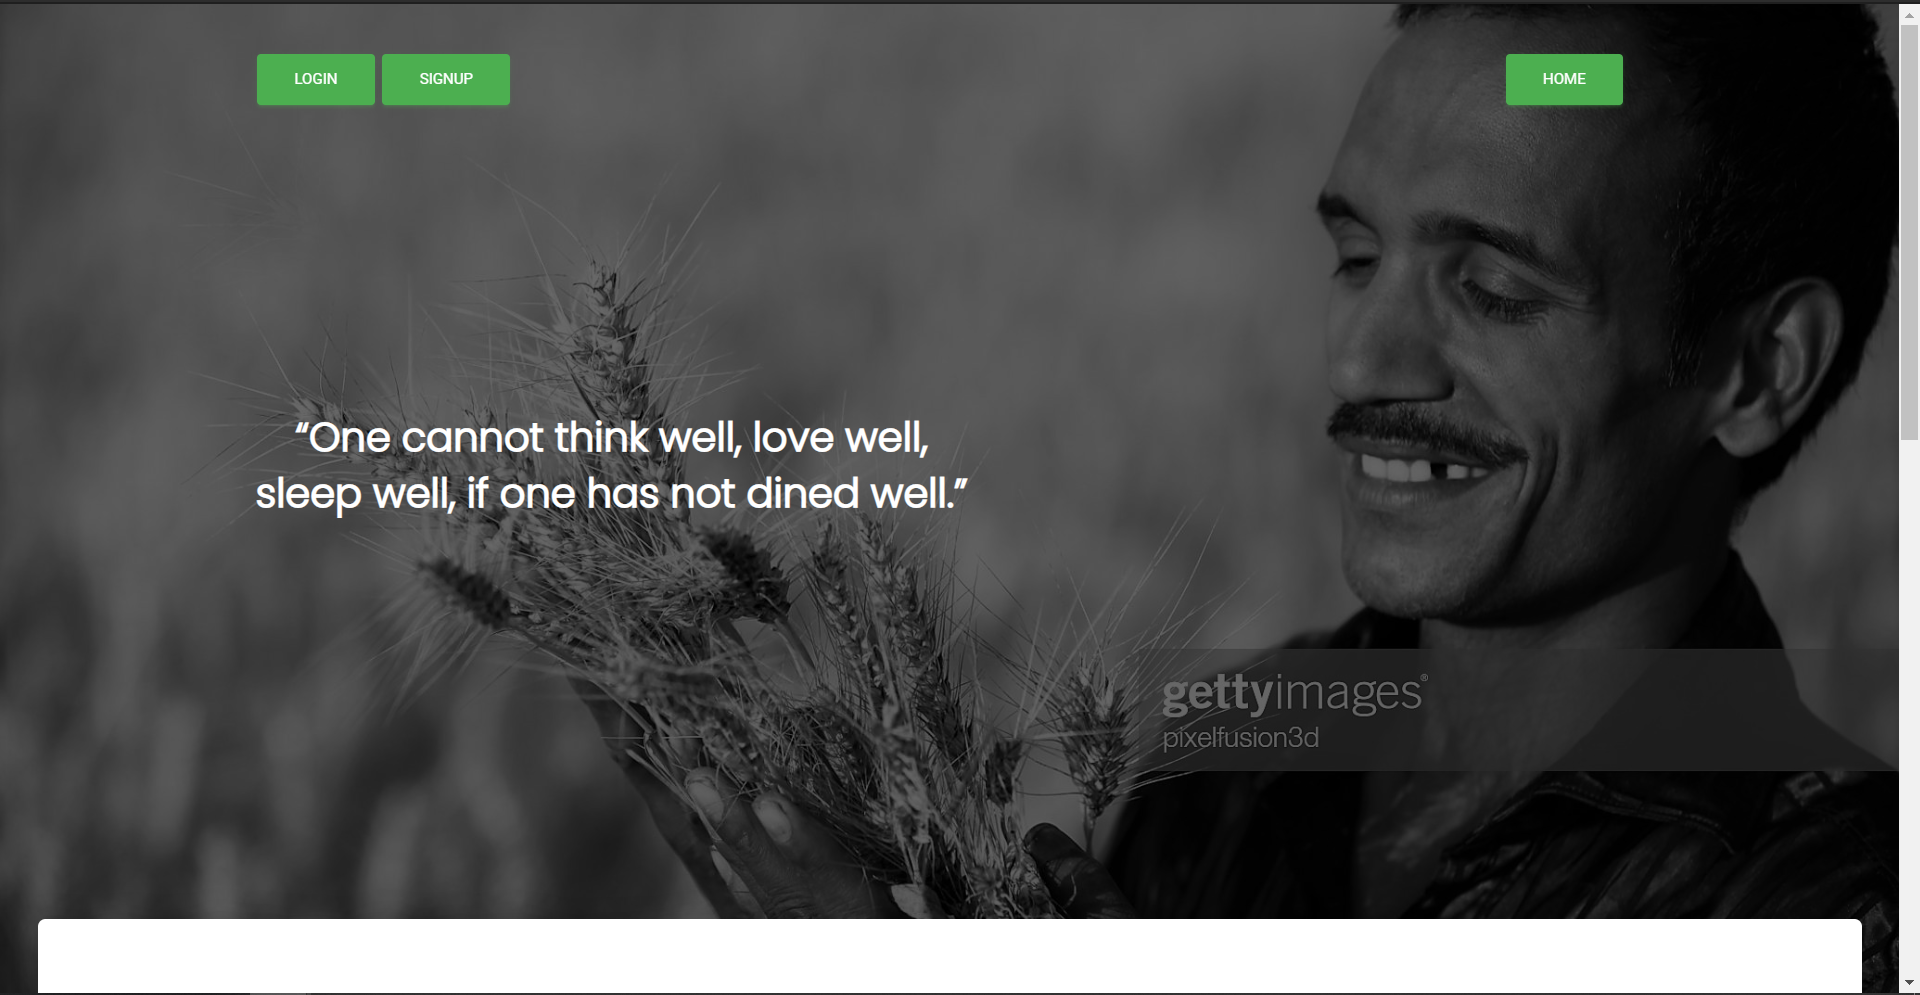 LOGIN
SIGNUP
HOME
“One cannot think well, love well,
sleep well, if one has not dined well.”
gettyimages®
pixelfusion3d